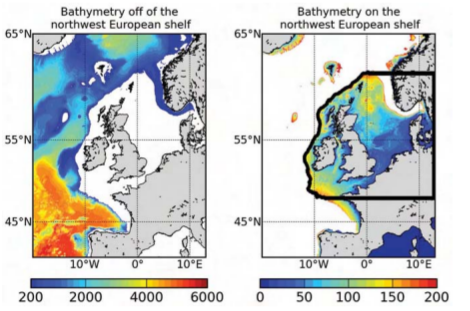 Bathymetry off of the
northwest European shelf
65°N
55°N
45°N
10°W 0° 10°E
200 2000 4000 6000
Bathymetry on the
northwest European shelf
65°N
55°N
45°N
10°W 0° 10°E
0 50 100 150 200